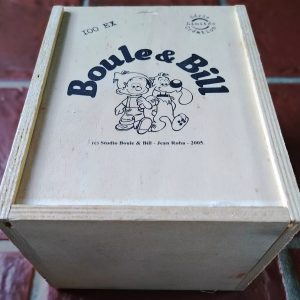 100 EX
Boule & Bill
(c) Studio Boule & Bill - Jean Roba - 2005